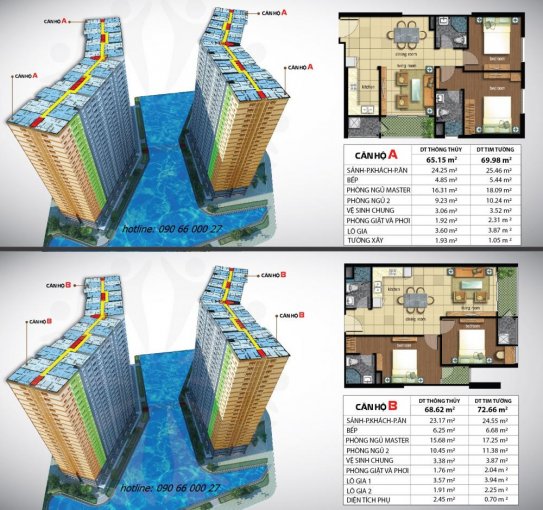 CĂN HỘ A
CĂN HỘ A
CĂN HỘ A
hotline: 090 66 000 27
dining room
bed room
kitchen
living room
bed room
CĂN HỘ A
DT THÔNG THỦY
DT TIM TƯỜNG
65.15 m²
69.98 m²
SẢNH-P.KHÁCH-P.ĂN 24.25 m² 25.46 m²
BẾP 4.85 m² 5.44 m²
PHÒNG NGỦ MASTER 16.31 m² 18.09 m²
PHÒNG NGỦ 2 9.23 m² 10.24 m²
VỆ SINH CHUNG 3.06 m² 3.52 m²
PHÒNG GIẶT VÀ PHƠI 1.92 m² 2.31 m²
LÔ GIA 3.60 m² 3.87 m²
TƯỜNG XÂY 1.93 m² 1.05 m²
CĂN HỘ B
CĂN HỘ B
CĂN HỘ B
CĂN HỘ B
hotline: 090 66 000 27
kitchen
living room
dining room
bed room
bed room
CĂN HỘ B
DT THÔNG THỦY
DT TIM TƯỜNG
68.62 m²
72.66 m²
SẢNH-P.KHÁCH-P.ĂN 23.17 m² 24.55 m²
BẾP 6.25 m² 6.68 m²
PHÒNG NGỦ MASTER 15.68 m² 17.25 m²
PHÒNG NGỦ 2 10.45 m² 11.38 m²
VỆ SINH CHUNG 3.38 m² 3.87 m²
PHÒNG GIẶT VÀ PHƠI 1.76 m² 2.04 m²
LÔ GIA 1 3.57 m² 3.94 m²
LÔ GIA 2 1.91 m² 2.25 m²
DIỆN TÍCH PHỤ 2.45 m² 0.70 m²